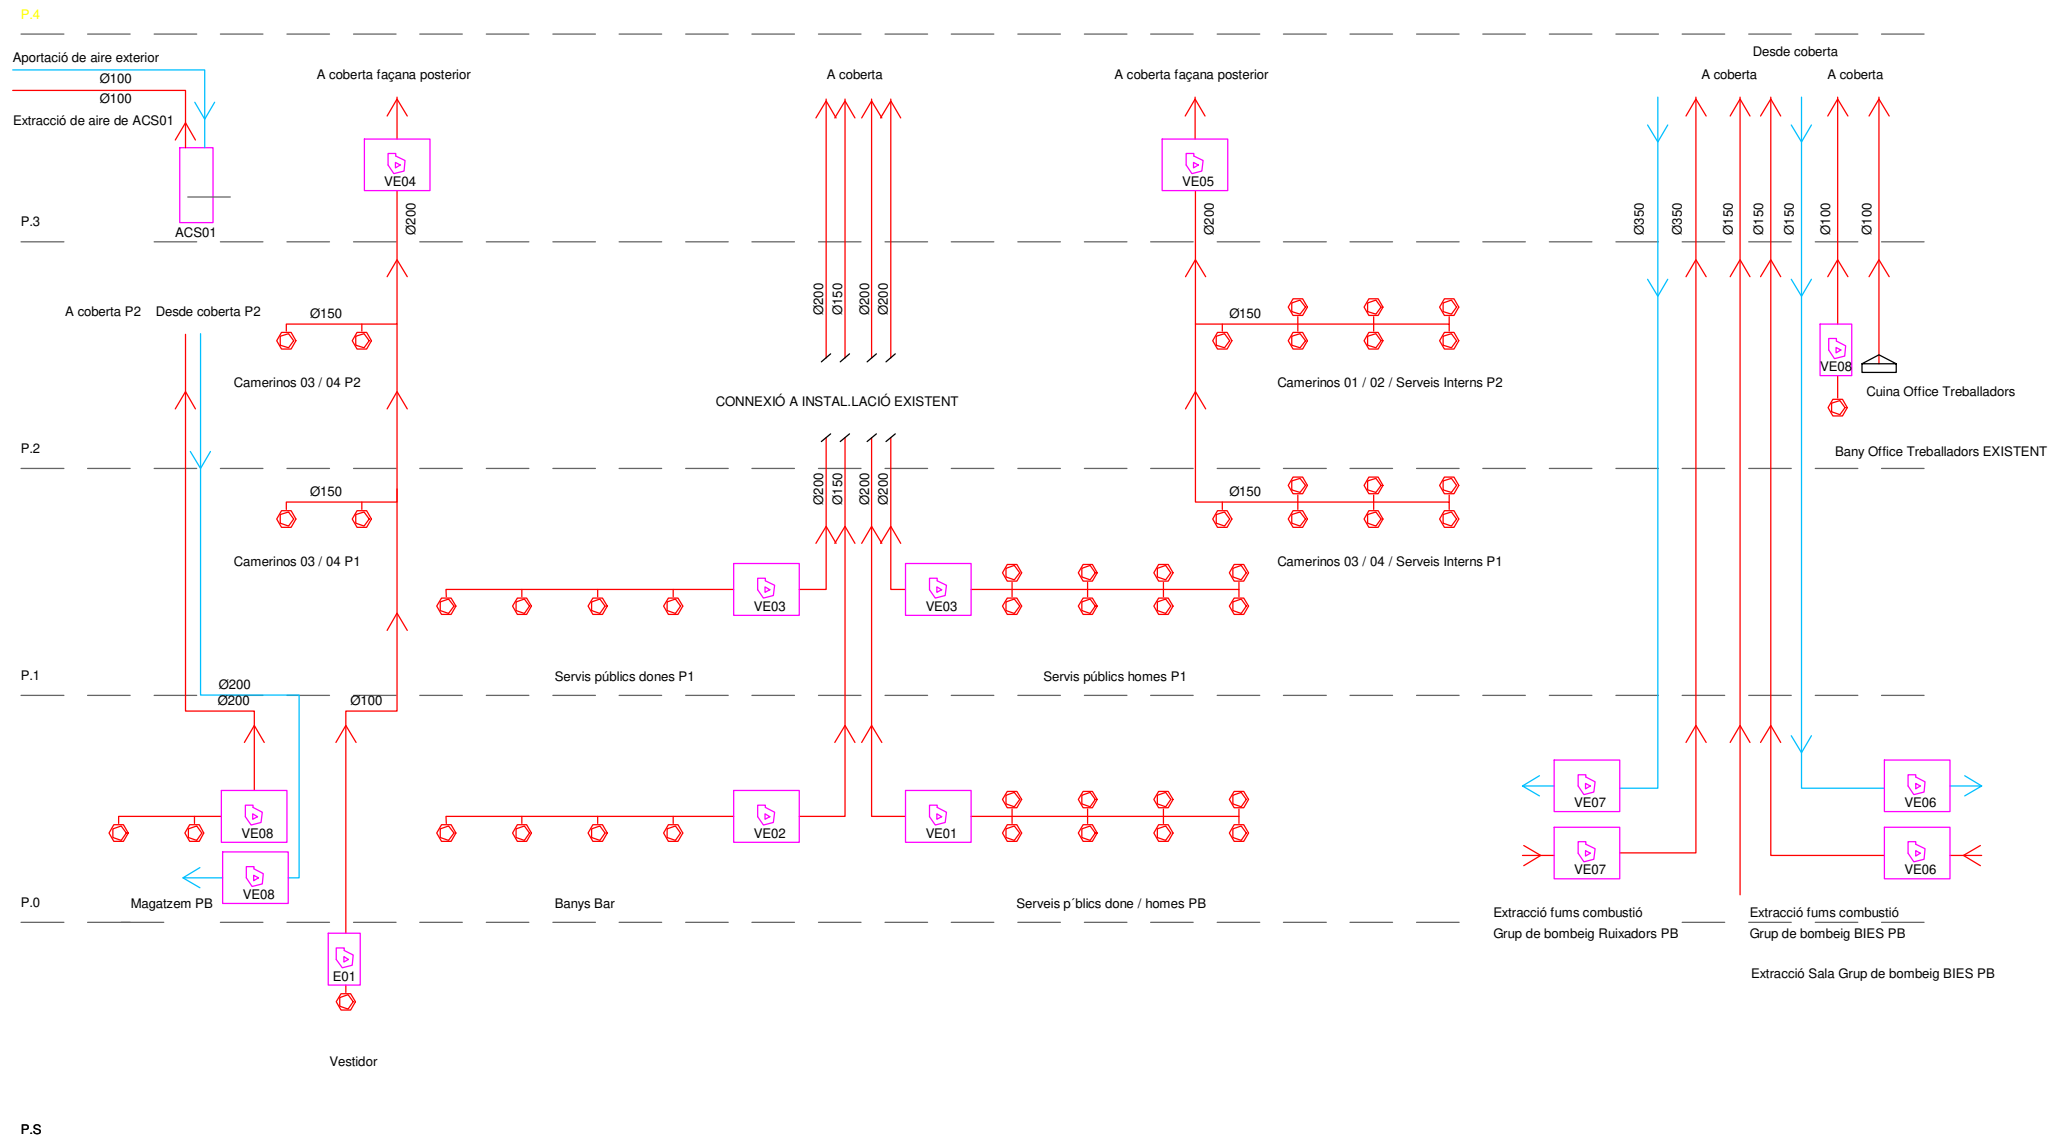 P.4
Aportació de aire exterior
Ø100
Ø100
Extracció de aire de ACS01
ACS01
A coberta façana posterior
A coberta
A coberta façana posterior
Desde coberta
A coberta
A coberta
VE04
VE05
Ø200
Ø200
Ø350
Ø350
Ø150
Ø150
Ø150
Ø100
Ø100
P.3
A coberta P2
Desde coberta P2
Ø150
Ø200
Ø150
Ø200
Ø200
Ø150
VE08
Camerinos 03 / 04 P2
Camerinos 01 / 02 / Serveis Interns P2
Cuina Office Treballadors
CONNEXIÓ A INSTAL.LACIÓ EXISTENT
Bany Office Treballadors EXISTENT
P.2
Ø150
Ø200
Ø150
Ø200
Ø200
Ø150
Camerinos 03 / 04 P1
Camerinos 03 / 04 / Serveis Interns P1
VE03
VE03
P.1
Servis públics dones P1
Servis públics homes P1
Ø200
Ø200
Ø100
VE07
VE06
VE08
VE02
VE01
VE07
VE06
VE08
P.0
Magatzem PB
Banys Bar
Serveis p´blics done / homes PB
Extracció fums combustió
Grup de bombeig Ruixadors PB
Extracció fums combustió
Grup de bombeig BIES PB
Extracció Sala Grup de bombeig BIES PB
E01
Vestidor
P.S